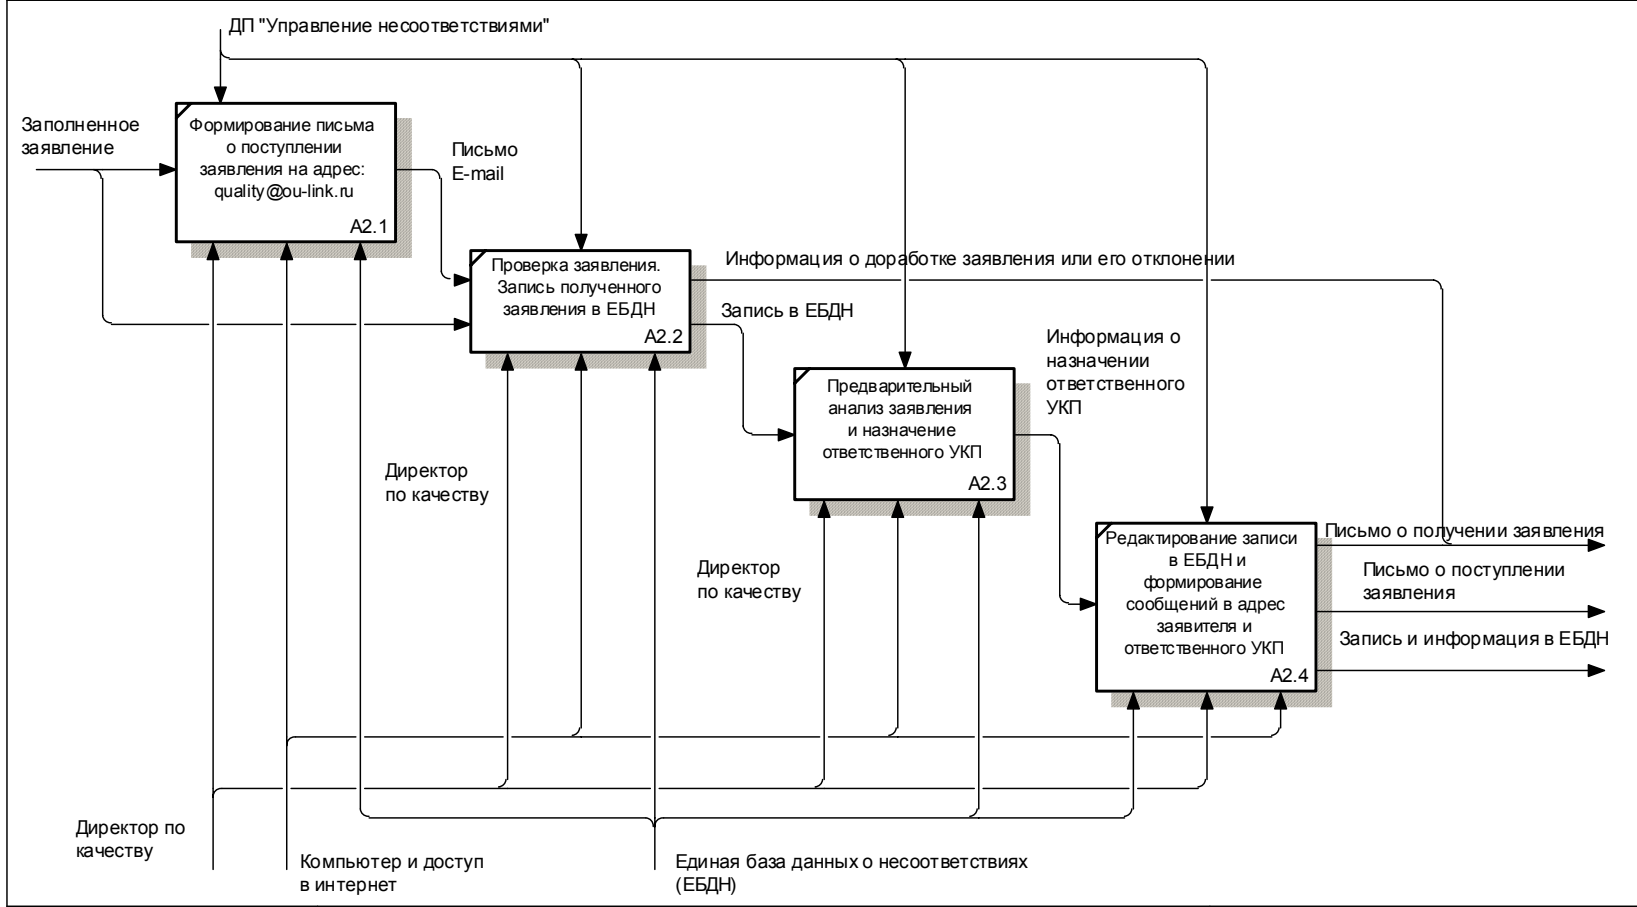 ДП "Управление несоответствиями"
Заполненное
заявление
Формирование письма
о поступлении
заявления на адрес:
quality@ou-link.ru
A2.1
Письмо
E-mail
Проверка заявления.
Запись полученного
заявления в ЕБДН
A2.2
Информация о доработке заявления или его отклонении
Запись в ЕБДН
Информация о
назначении
ответственного
УКП
Предварительный
анализ заявления
и назначение
ответственного УКП
A2.3
Директор
по качеству
Директор
по качеству
Редактирование записи
в ЕБДН и
формирование
сообщений в адрес
заявителя и
ответственного УКП
A2.4
Письмо о получении заявления
Письмо о поступлении
заявления
Запись и информация в ЕБДН
Директор по
качеству
Компьютер и доступ
в интернет
Единая база данных о несоответствиях
(ЕБДН)